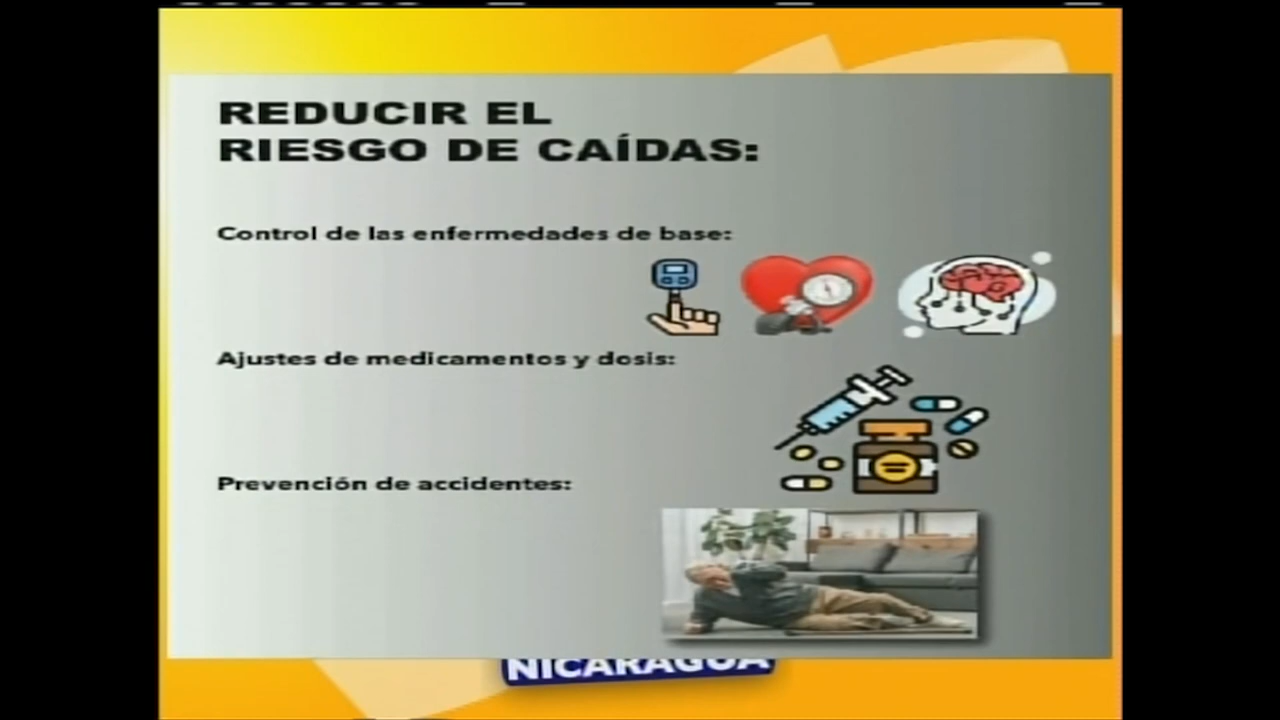 REDUCIR EL
RIESGO DE CAÍDAS:
Control de las enfermedades de base:
Ajustes de medicamentos y dosis:
Prevención de accidentes:
NICARAGUA